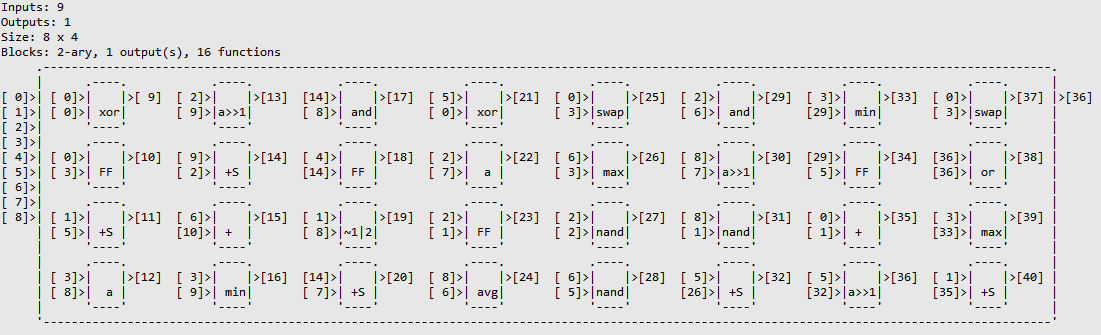 Inputs: 9
Outputs: 1
Size: 8 x 4
Blocks: 2-ary, 1 output(s), 16 functions
[ 0]> [ 0]> >[ 9] [ 2]> >[13] [14]> >[17] [ 5]> >[21] [ 0]> >[25] [ 2]> >[29] [ 3]> >[33] [ 0]> >[37] >[36]
[ 1]> [ 0]> xor [ 9]> a>>1 [ 8]> and [ 0]> xor [ 3]> swap [ 6]> and [29]> min [ 3]> swap
[ 2]>
[ 3]>
[ 4]> [ 0]> >[10] [ 9]> >[14] [ 4]> >[18] [ 2]> >[22] [ 6]> >[26] [ 8]> >[30] [29]> >[34] [36]> >[38]
[ 5]> [ 3]> FF [ 2]> +S [14]> FF [ 7]> a [ 3]> max [ 7]> a>>1 [ 5]> FF [36]> or
[ 6]>
[ 7]>
[ 8]> [ 1]> >[11] [ 6]> >[15] [ 1]> >[19] [ 2]> >[23] [ 2]> >[27] [ 8]> >[31] [ 0]> >[35] [ 3]> >[39]
[ 5]> +S [10]> + [ 8]> ~1|2 [ 1]> FF [ 2]> nand [ 1]> nand [ 1]> + [33]> max
[ 3]> >[12] [ 3]> >[16] [14]> >[20] [ 8]> >[24] [ 6]> >[28] [ 5]> >[32] [ 5]> >[36] [ 1]> >[40]
[ 8]> a [ 9]> min [ 7]> +S [ 6]> avg [ 5]> nand [26]> +S [32]> a>>1 [35]> +S